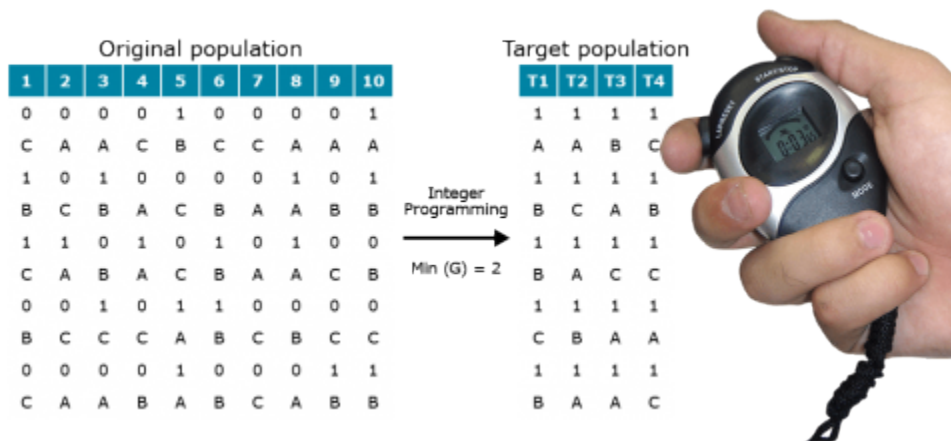 Original population
Target population
1 2 3 4 5 6 7 8 9 10
T1 T2 T3 T4
0 0 0 0 1 0 0 0 0 1
1 1 1 1
C A A C B C C A A A
A A B C
1 0 1 0 0 0 0 1 0 1
1 1 1 1
B C B A C B A A B B
B C A B
1 1 0 1 0 1 0 1 0 0
1 1 1 1
C A B A C B A A C B
B A C C
0 0 1 0 1 1 0 0 0 0
1 1 1 1
B C C C A B C B C C
C B A A
0 0 0 0 1 0 0 0 1 1
1 1 1 1
C A A B A B C A B B
B A A C
Integer
Programming
Min (G) = 2
START/STOP
LAP/RESET
MODE